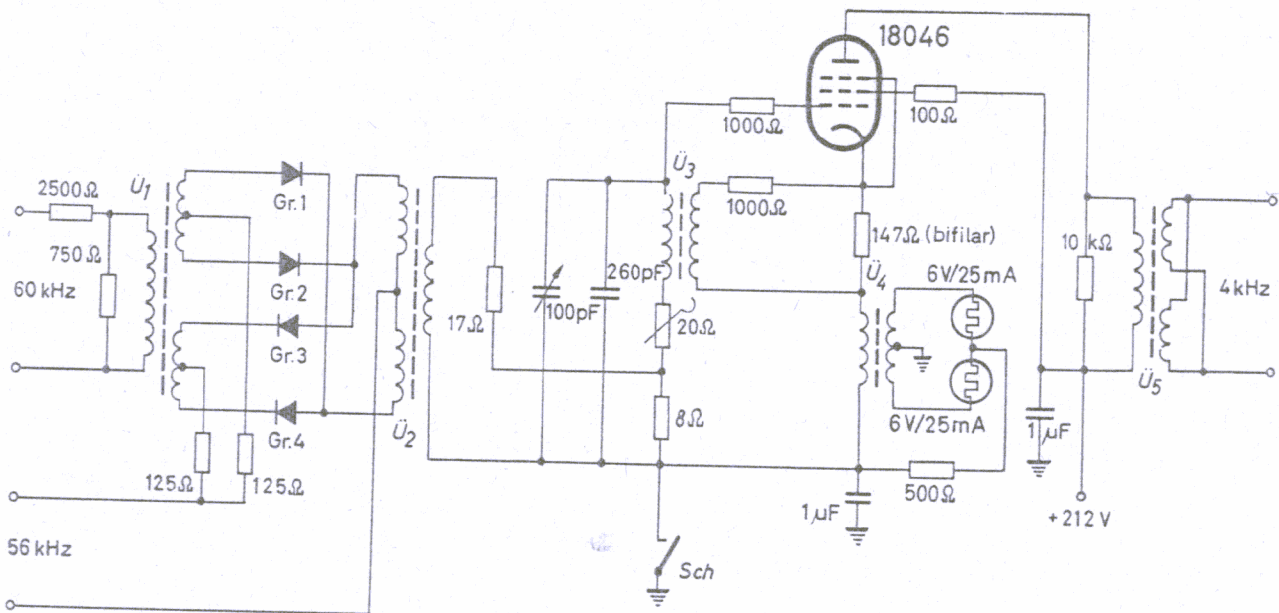 18046
1000Ω
100Ω
Ü3
Ü1
2500Ω
Gr.1
1000Ω
750Ω
147Ω (bifilar)
10 kΩ
Ü4
6V/25mA
60 kHz
Gr.2
260pF
4kHz
17Ω
100pF
20Ω
Gr.3
Ü5
6V/25mA
Gr.4
Ü2
8Ω
1µF
125Ω
125Ω
500Ω
1µF
+212 V
56 kHz
Sch